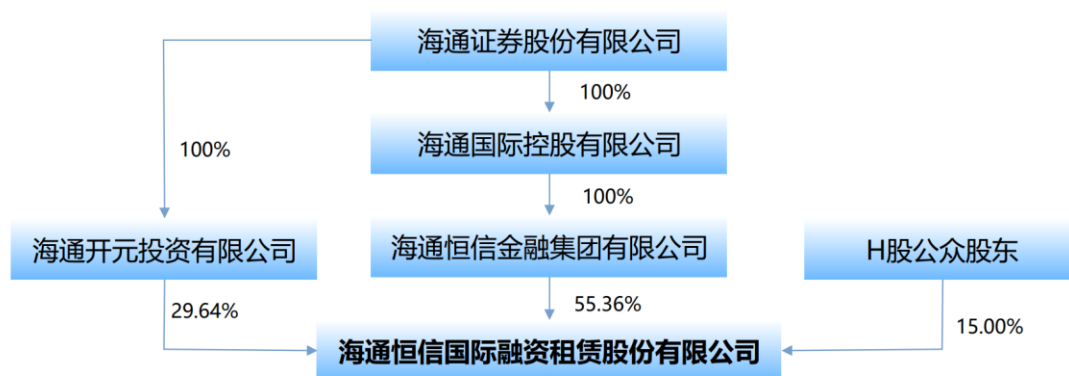 海通证券股份有限公司
100%
海通国际控股有限公司
100%
100%
海通开元投资有限公司
海通恒信金融集团有限公司
H股公众股东
29.64%
55.36%
15.00%
海通恒信国际融资租赁股份有限公司